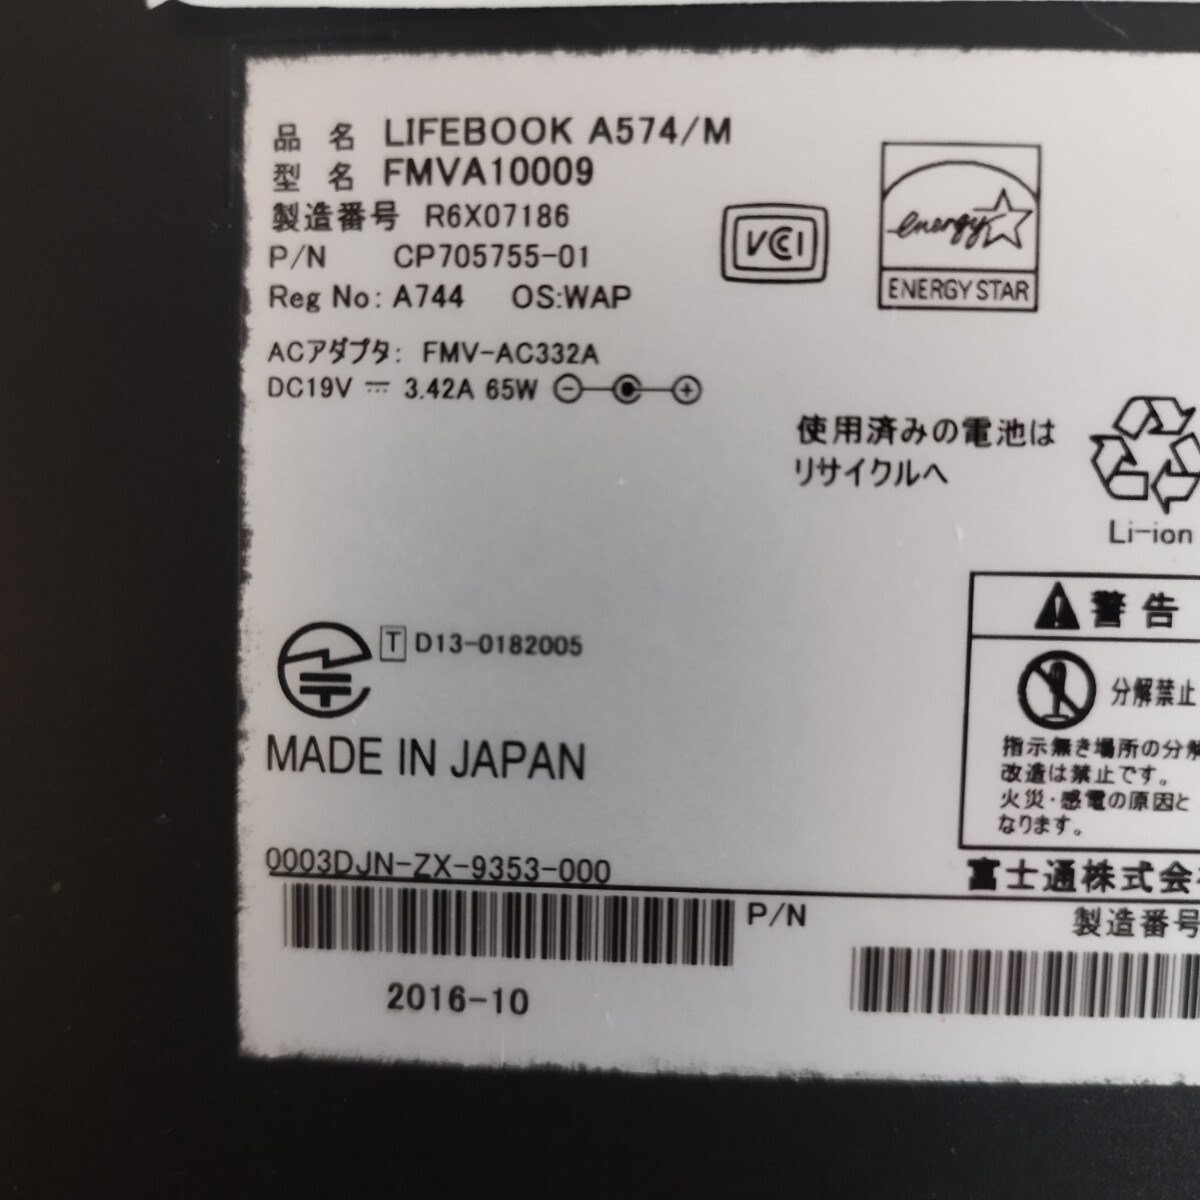 品名 LIFEBOOK A574/M
型名 FMVA10009
製造番号 R6X07186
P/N CP705755-01
Reg No: A744 OS:WAP
ACアダプタ: FMV-AC332A
DC19V 3.42A 65W
VCCI
energy
ENERGY STAR
使用済みの電池は
リサイクルへ
Li-ion
T D13-0182005
MADE IN JAPAN
警告
分解禁止
指示無き場所の分解
改造は禁止です。
火災・感電の原因と
なります。
0003DJN-ZX-9353-000
富士通株式会
P/N
製造番号
2016-10